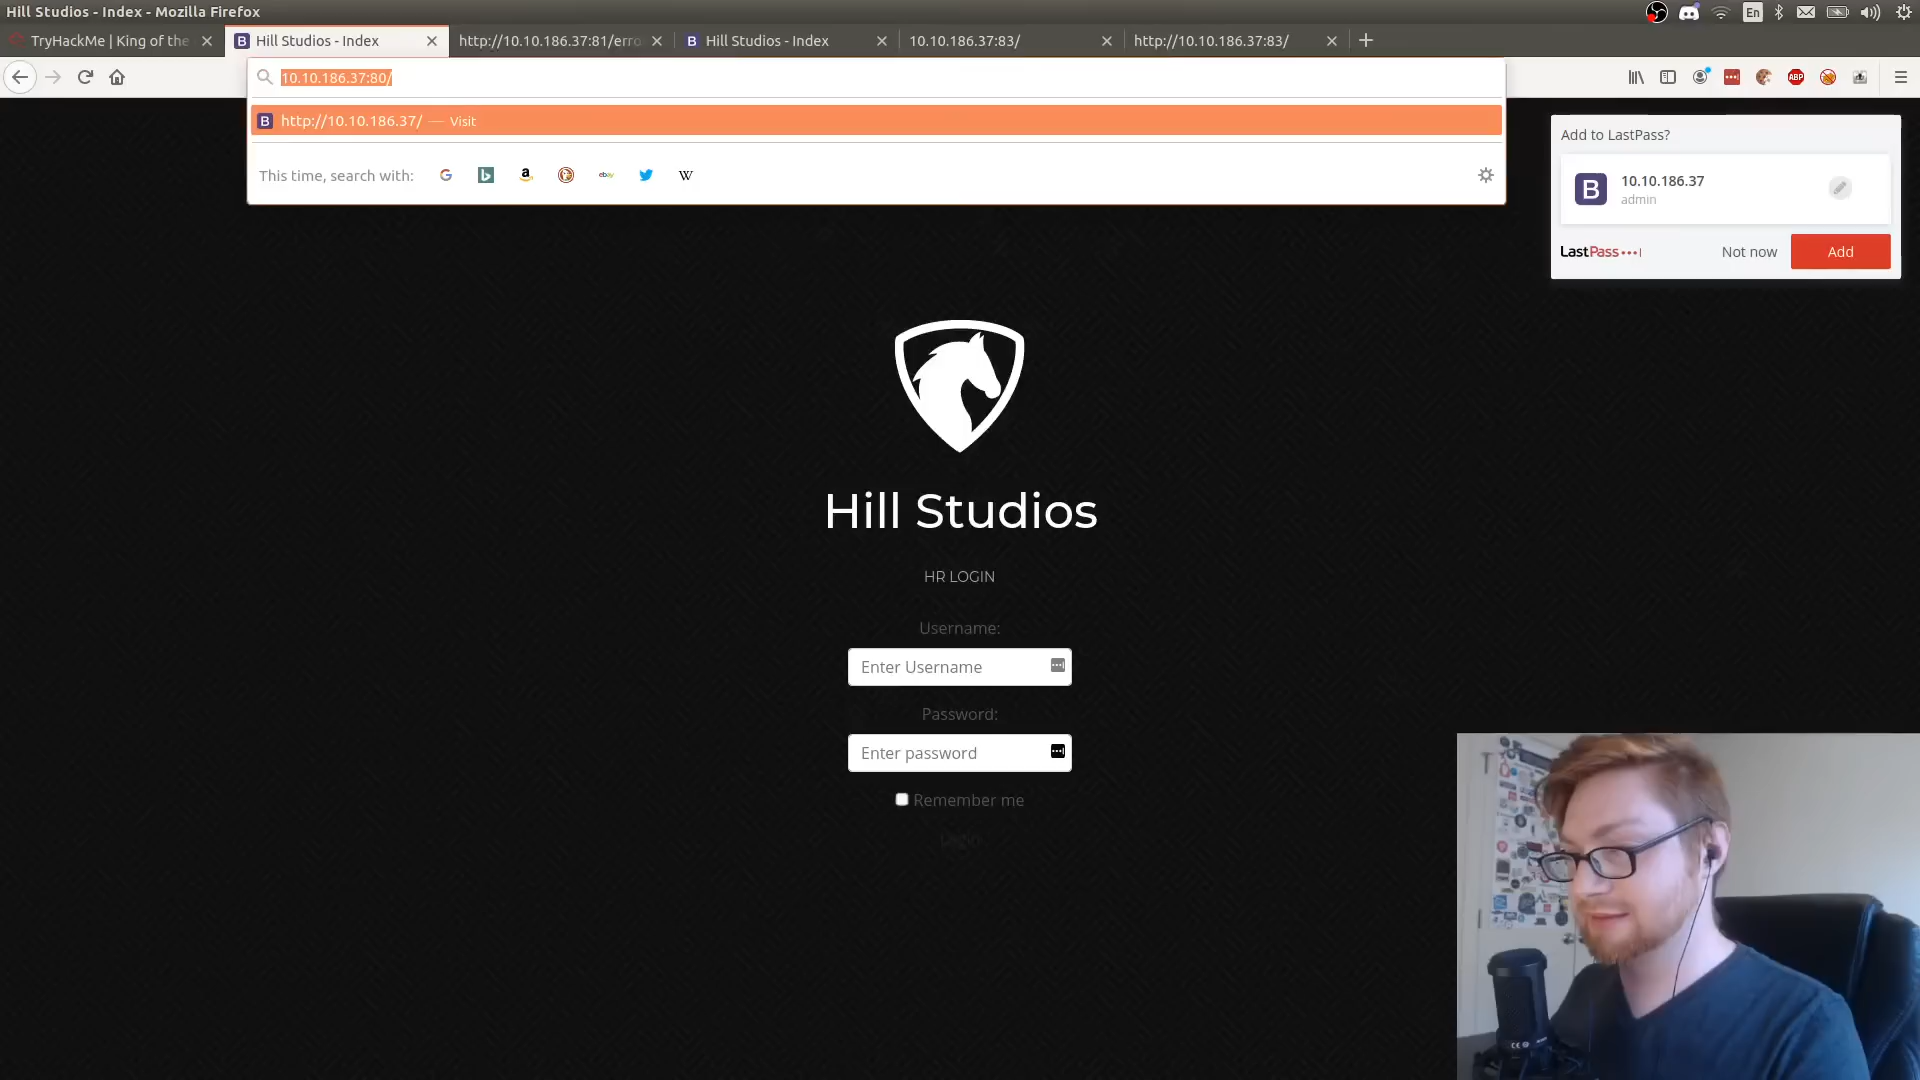 Hill Studios - Index - Mozilla Firefox
En
TryHackMe | King of the
Hill Studios - Index
http://10.10.186.37:81/erro
Hill Studios - Index
10.10.186.37:83/
http://10.10.186.37:83/
10.10.186.37:80/
ABP
http://10.10.186.37/ — Visit
This time, search with:
Add to LastPass?
10.10.186.37
admin
LastPass
Not now
Add
Hill Studios
HR LOGIN
Username:
Enter Username
Password:
Enter password
Remember me
Login